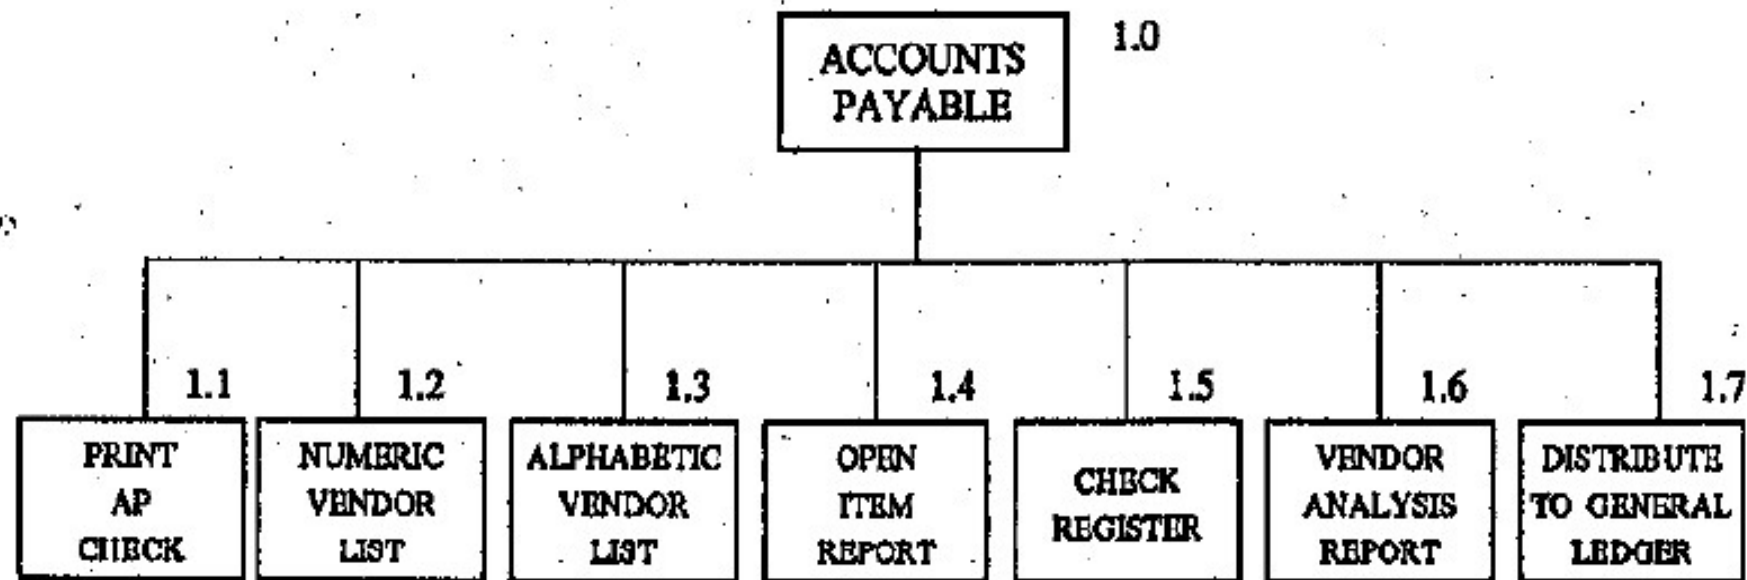 1.0
ACCOUNTS
PAYABLE
1.1
1.2
1.3
1.4
1.5
1.6
1.7
PRINT
AP
CHECK
NUMERIC
VENDOR
LIST
ALPHABETIC
VENDOR
LIST
OPEN
ITEM
REPORT
CHECK
REGISTER
VENDOR
ANALYSIS
REPORT
DISTRIBUTE
TO GENERAL
LEDGER